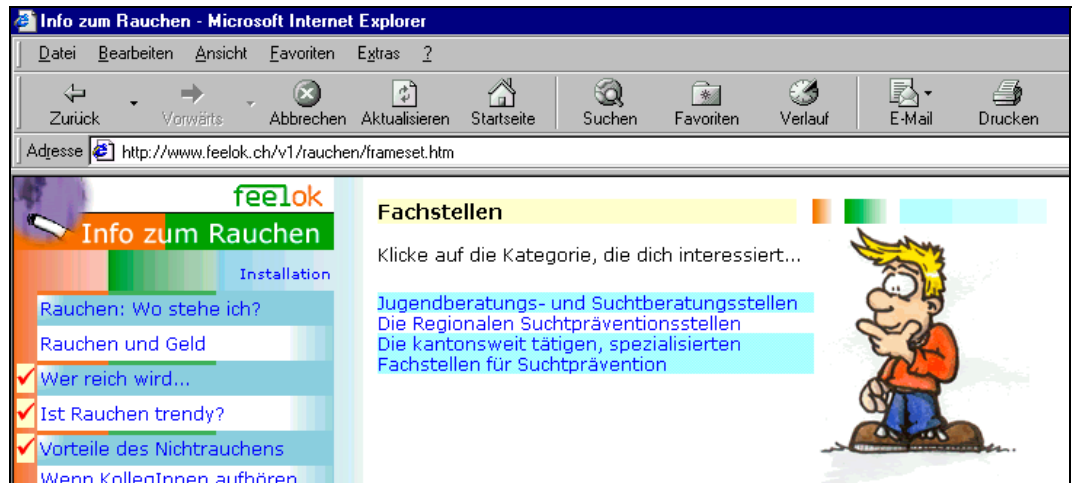 Info zum Rauchen - Microsoft Internet Explorer
Datei Bearbeiten Ansicht Favoriten Extras ?
Zurück Vorwärts Abbrechen Aktualisieren Startseite Suchen Favoriten Verlauf E-Mail Drucken
Adresse http://www.feelok.ch/v1/rauchen/frameset.htm
feelok
Info zum Rauchen
Installation
Rauchen: Wo stehe ich?
Rauchen und Geld
Wer reich wird...
Ist Rauchen trendy?
Vorteile des Nichtrauchens
Wenn KollegInnen aufhören
Fachstellen
Klicke auf die Kategorie, die dich interessiert...
Jugendberatungs- und Suchtberatungsstellen
Die Regionalen Suchtpräventionsstellen
Die kantonsweit tätigen, spezialisierten
Fachstellen für Suchtprävention